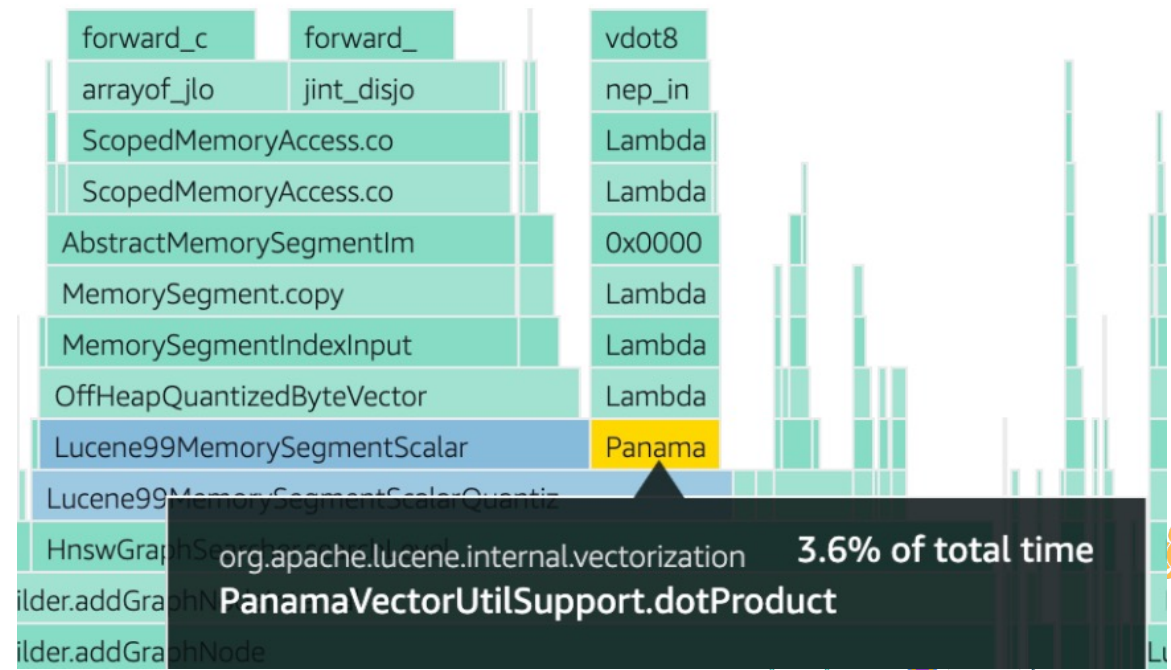 forward_c forward_ vdot8
arrayof_jlo jint_disjo nep_in
ScopedMemoryAccess.co Lambda
ScopedMemoryAccess.co Lambda
AbstractMemorySegmentIm 0x0000
MemorySegment.copy Lambda
MemorySegmentIndexInput Lambda
OffHeapQuantizedByteVector Lambda
Lucene99MemorySegmentScalar Panama
Lucene99MemorySegmentScalarQuantiz
HnswGraphSearcher.searchLevel
org.apache.lucene.internal.vectorization 3.6% of total time
ilder.addGraphNode
PanamaVectorUtilSupport.dotProduct
ilder.addGraphNode